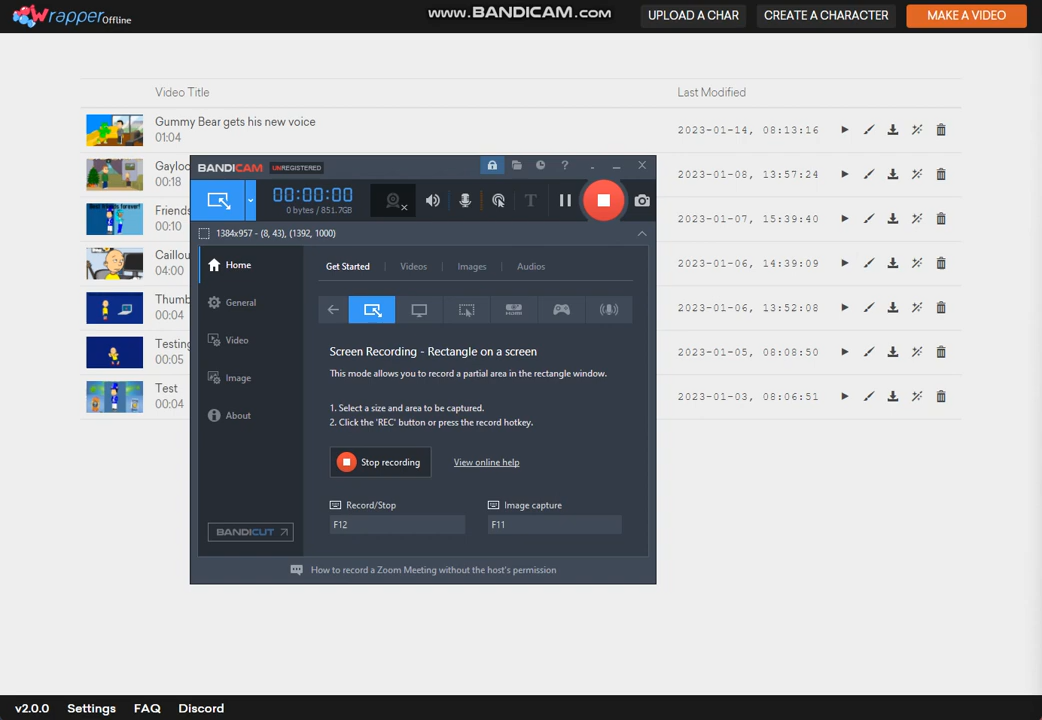 Wrapper Offline
www.BANDICAM.com
UPLOAD A CHAR
CREATE A CHARACTER
MAKE A VIDEO
Video Title
Last Modified
Gummy Bear gets his new voice
01:04
2023-01-14, 08:13:16
Gaylo
00:18
2023-01-08, 13:57:24
Friends
00:10
2023-01-07, 15:39:40
Caillou
04:00
2023-01-06, 14:39:09
Thumb
00:04
2023-01-06, 13:52:08
Testing
00:05
2023-01-05, 08:08:50
Test
00:04
2023-01-03, 08:06:51
BANDICAM UNREGISTERED
00:00:00
0 bytes / 851.7GB
1384x957 - (8, 43), (1392, 1000)
Home
General
Video
Image
About
BANDICUT
Get Started
Videos
Images
Audios
Screen Recording - Rectangle on a screen
This mode allows you to record a partial area in the rectangle window.
1. Select a size and area to be captured.
2. Click the 'REC' button or press the record hotkey.
Stop recording
View online help
Record/Stop
F12
Image capture
F11
How to record a Zoom Meeting without the host's permission
v2.0.0
Settings
FAQ
Discord